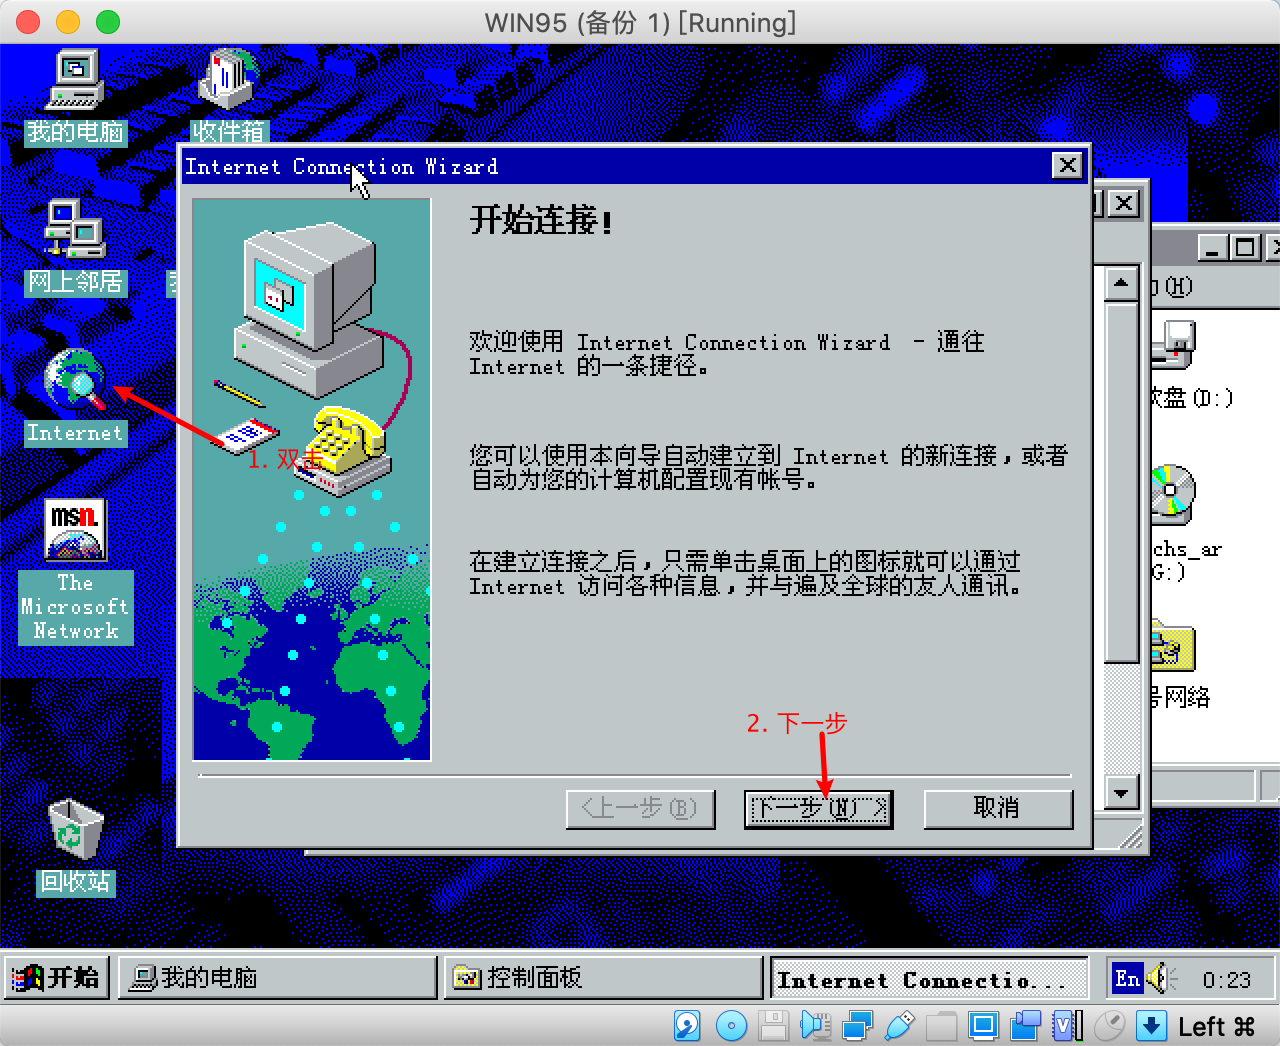 WIN95 (备份 1) [Running]
我的电脑
收件箱
Internet Connection Wizard
开始连接!
网上邻居
(H)
欢迎使用 Internet Connection Wizard - 通往
Internet 的一条捷径。
软盘(D:)
Internet
1. 双击
您可以使用本向导自动建立到 Internet 的新连接，或者
自动为您的计算机配置现有帐号。
msn.
在建立连接之后，只需单击桌面上的图标就可以通过
Internet 访问各种信息，并与遍及全球的友人通讯。
chs_ar
G:)
The
Microsoft
Network
号网络
2. 下一步
<上一步(B)
下一步(N) >
取消
回收站
开始
我的电脑
控制面板
Internet Connectio...
En
0:23
Left ⌘